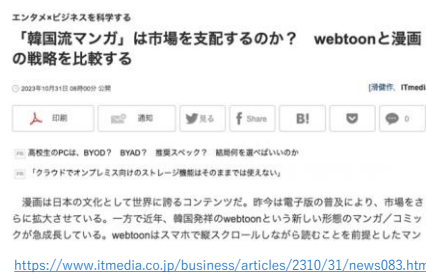 エンタメ×ビジネスを科学する
「韓国流マンガ」は市場を支配するのか？　webtoonと漫画
の戦略を比較する
2023年10月31日 08時00分 公開
[滑健作，ITmedia
印刷
通知
見る
Share
B!
0
PR 高校生のPCは、BYOD？　BYAD？　推奨スペック？　結局何を選べばいいのか
PR 「クラウドでオンプレミス向けのストレージ機能はそのままでは使えない」
漫画は日本の文化として世界に誇るコンテンツだ。昨今は電子版の普及により、市場をさ
らに拡大させている。一方で近年、韓国発祥のwebtoonという新しい形態のマンガ／コミッ
クが急成長している。webtoonはスマホで縦スクロールしながら読むことを前提としたマン
https://www.itmedia.co.jp/business/articles/2310/31/news083.htm